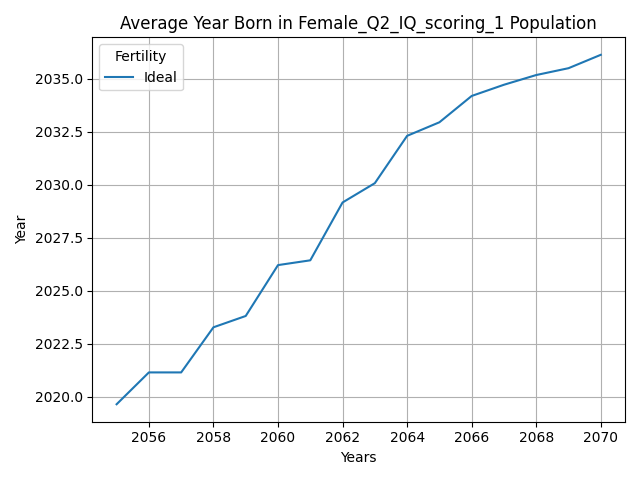 Average Year Born in Female_Q2_IQ_scoring_1 Population
Fertility
Ideal
2035.0
2032.5
2030.0
2027.5
2025.0
2022.5
2020.0
Year
2056 2058 2060 2062 2064 2066 2068 2070
Years